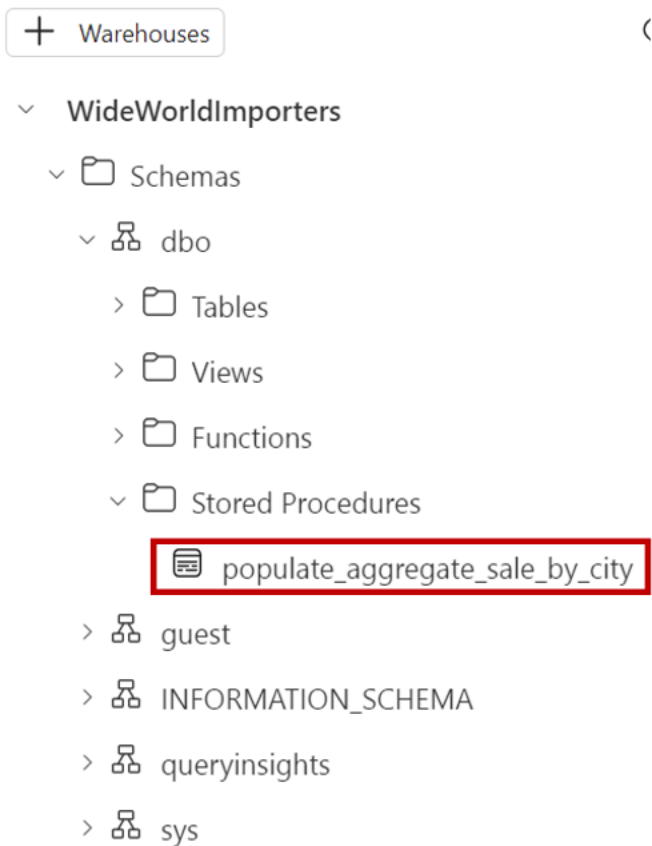 Warehouses
WideWorldImporters
Schemas
dbo
Tables
Views
Functions
Stored Procedures
populate_aggregate_sale_by_city
guest
INFORMATION_SCHEMA
queryinsights
sys